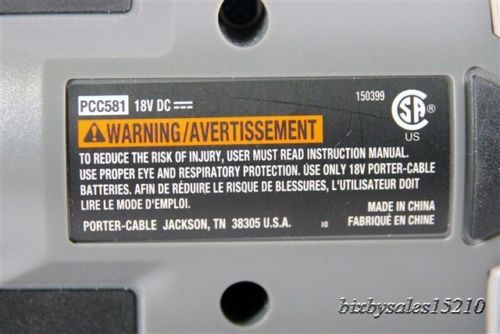 PCC581 18V DC
150399
WARNING/AVERTISSEMENT
SA
US
TO REDUCE THE RISK OF INJURY, USER MUST READ INSTRUCTION MANUAL.
USE PROPER EYE AND RESPIRATORY PROTECTION. USE ONLY 18V PORTER-CABLE
BATTERIES. AFIN DE RÉDUIRE LE RISQUE DE BLESSURES, L'UTILISATEUR DOIT
LIRE LE MODE D'EMPLOI.
MADE IN CHINA
PORTER-CABLE JACKSON, TN 38305 U.S.A. 10 FABRIQUÉ EN CHINE
bixbysales15210